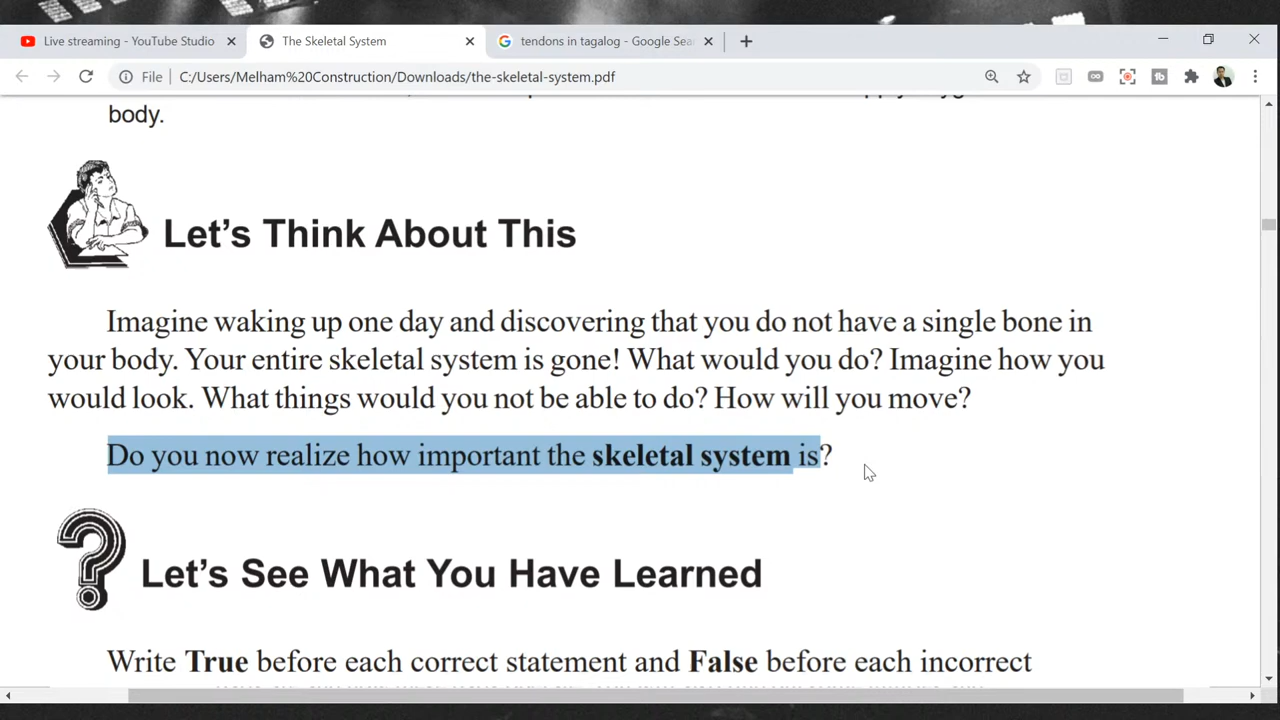 Live streaming - YouTube Studio
The Skeletal System
tendons in tagalog - Google Sea
File
C:/Users/Melham%20Construction/Downloads/the-skeletal-system.pdf
body.
Let's Think About This
Imagine waking up one day and discovering that you do not have a single bone in
your body. Your entire skeletal system is gone! What would you do? Imagine how you
would look. What things would you not be able to do? How will you move?
Do you now realize how important the skeletal system is?
?
Let's See What You Have Learned
Write True before each correct statement and False before each incorrect